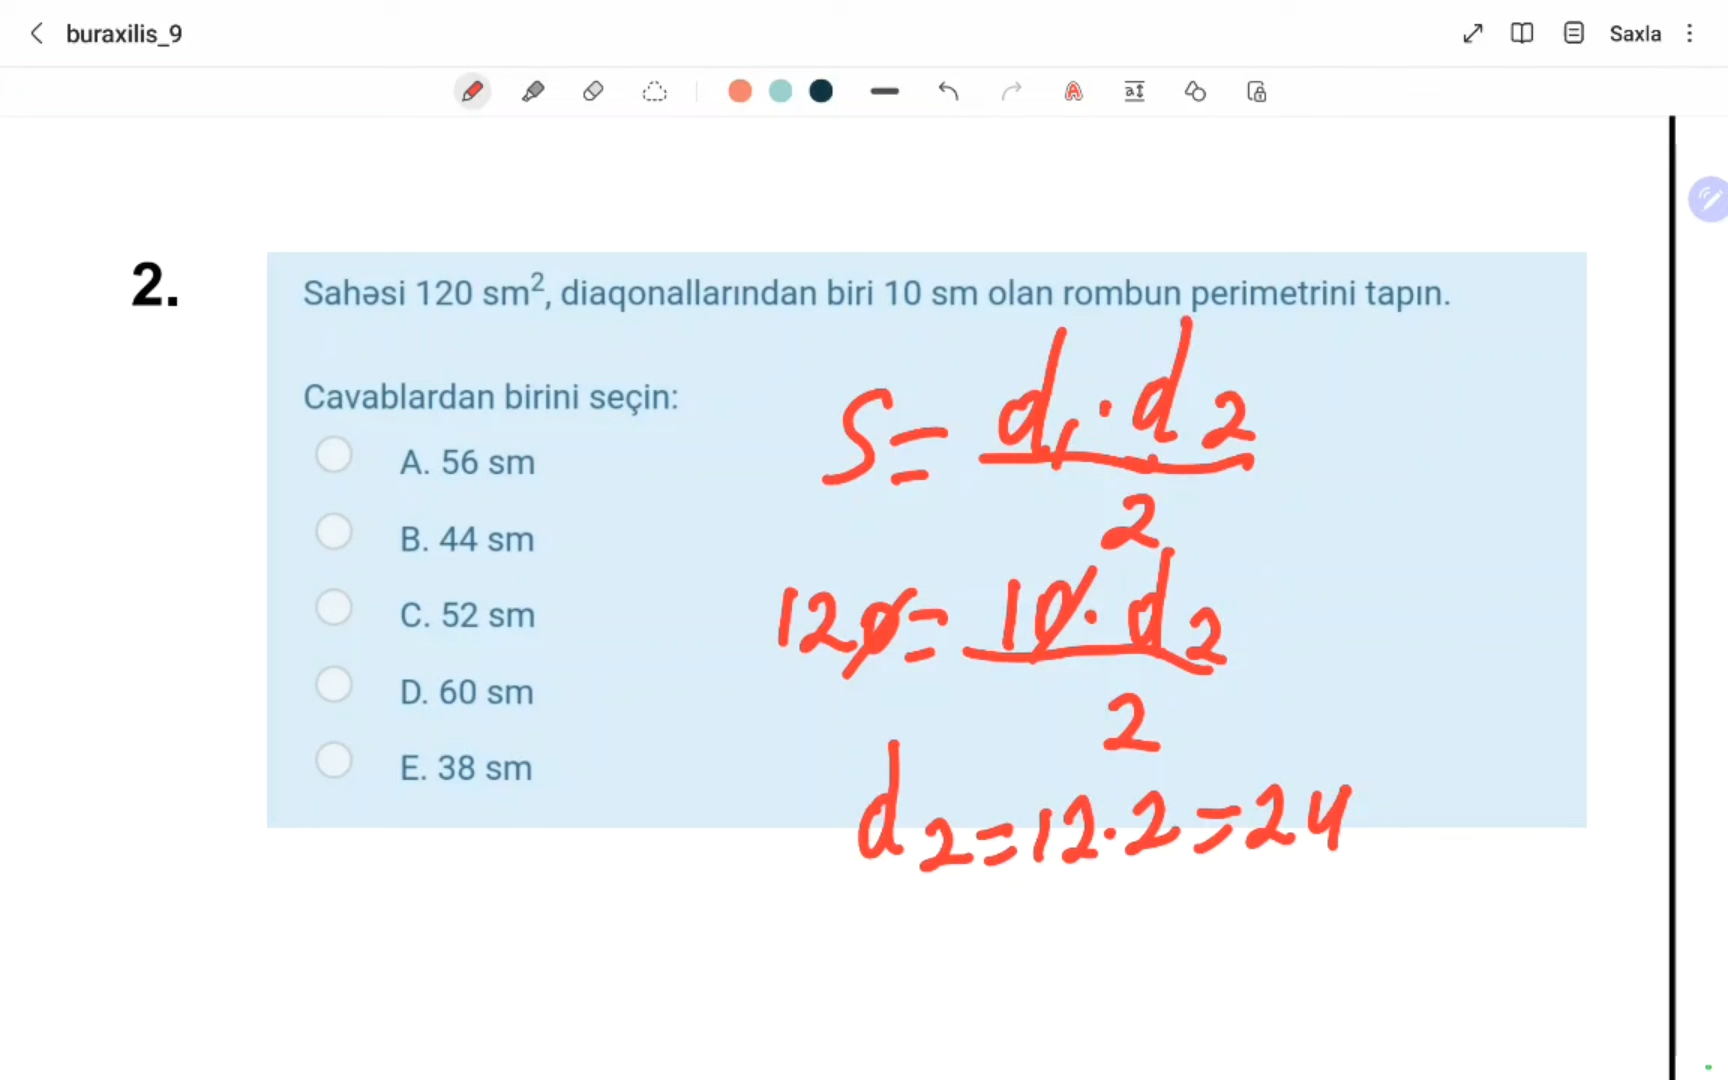 buraxilis_9
Saxla
2.
Sahəsi 120 sm², diaqonallarından biri 10 sm olan rombun perimetrini tapın.
Cavablardan birini seçin:
A. 56 sm
B. 44 sm
C. 52 sm
D. 60 sm
E. 38 sm
S = d₁ · d₂
2
120 = 10 · d₂
2
d₂ = 12 · 2 = 24